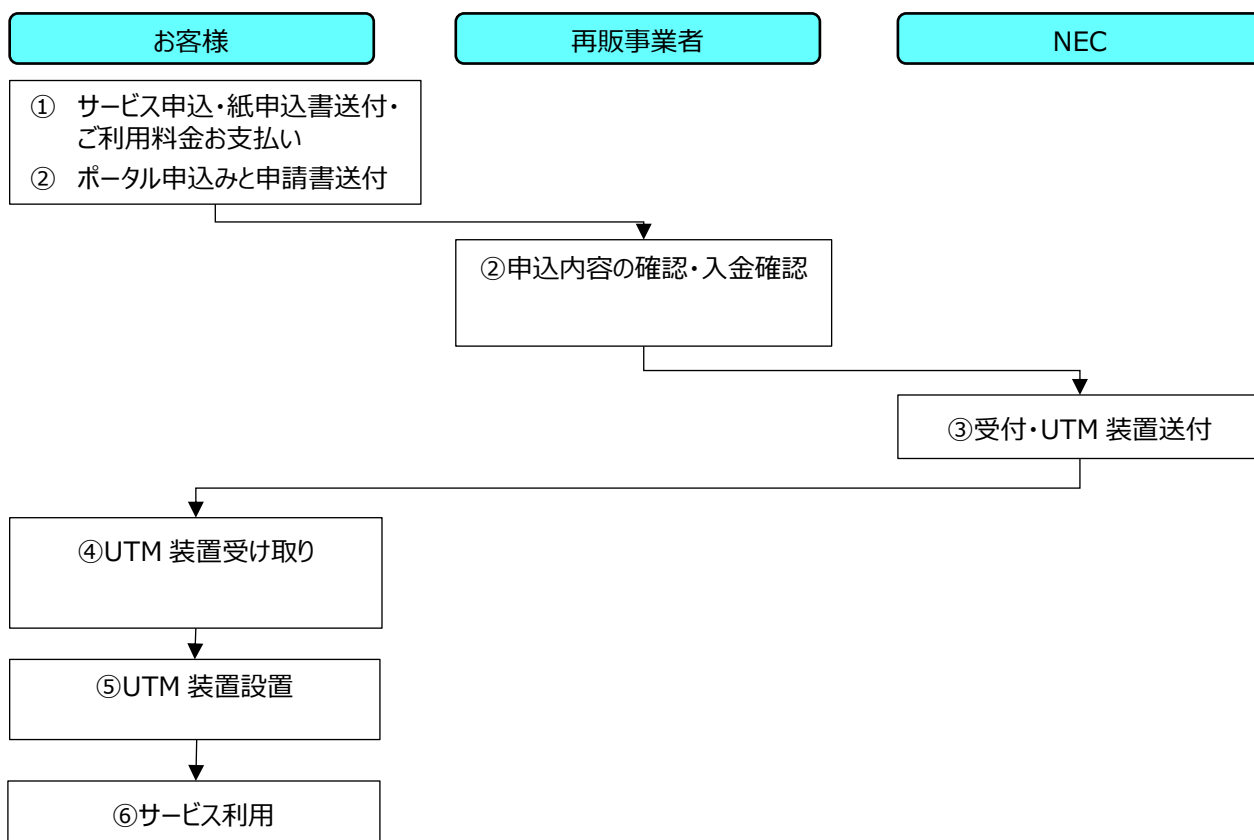 お客様
再販事業者
NEC
① サービス申込・紙申込書送付・
ご利用料金お支払い
② ポータル申込みと申請書送付
②申込内容の確認・入金確認
③受付・UTM 装置送付
④UTM 装置受け取り
⑤UTM 装置設置
⑥サービス利用